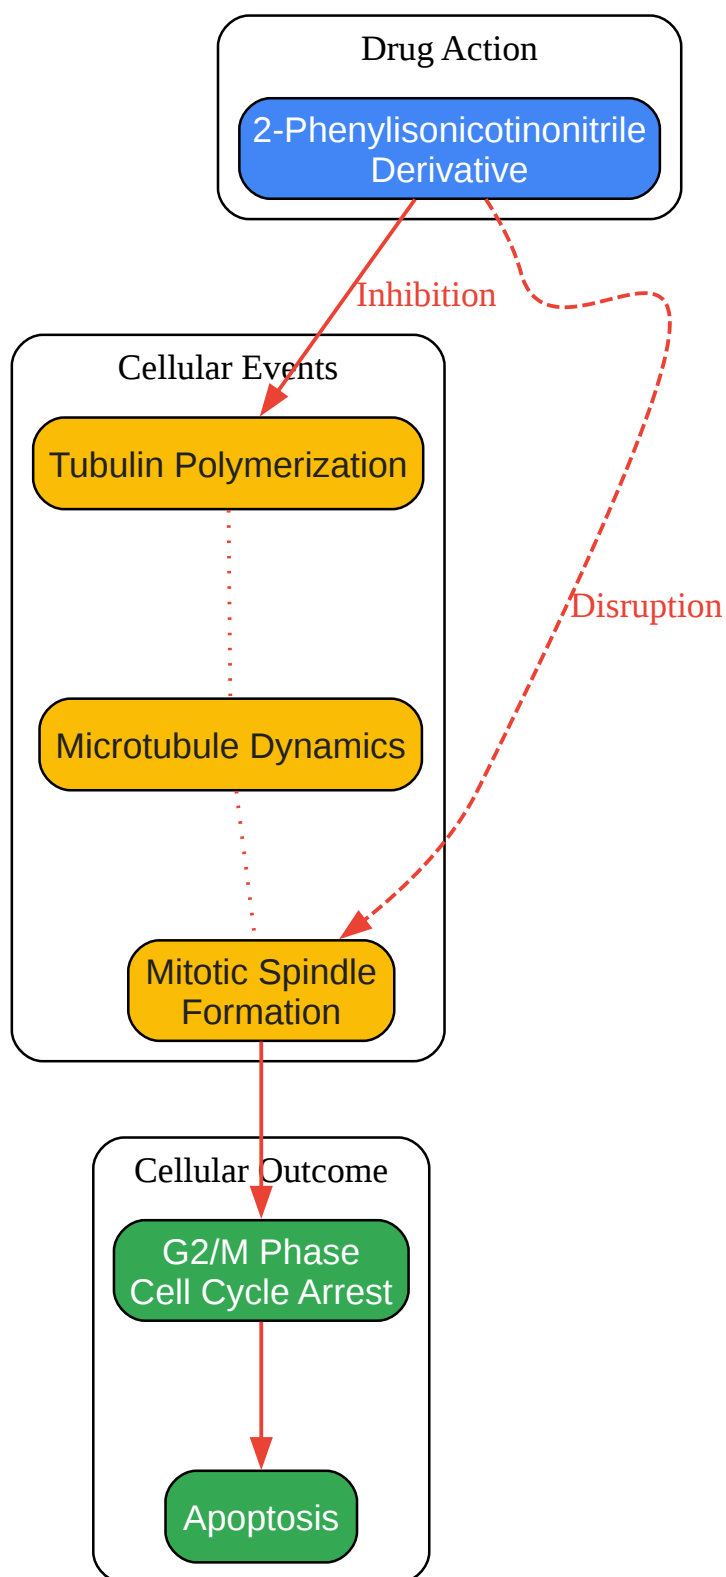 Drug Action
2-Phenylisonicotinonitrile
Derivative
Inhibition
Cellular Events
Tubulin Polymerization
Disruption
Microtubule Dynamics
Mitotic Spindle
Formation
Cellular Outcome
G2/M Phase
Cell Cycle Arrest
Apoptosis